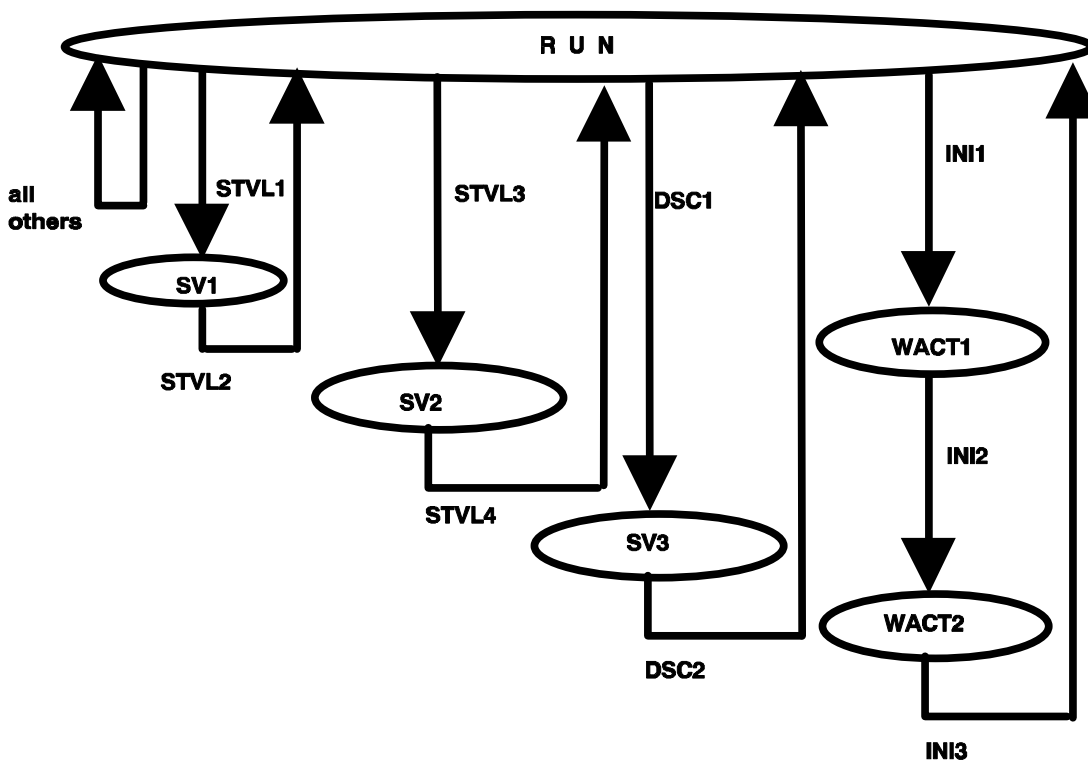 R U N
all
others
STVL1
STVL3
DSC1
INI1
SV1
STVL2
SV2
STVL4
WACT1
INI2
SV3
DSC2
WACT2
INI3